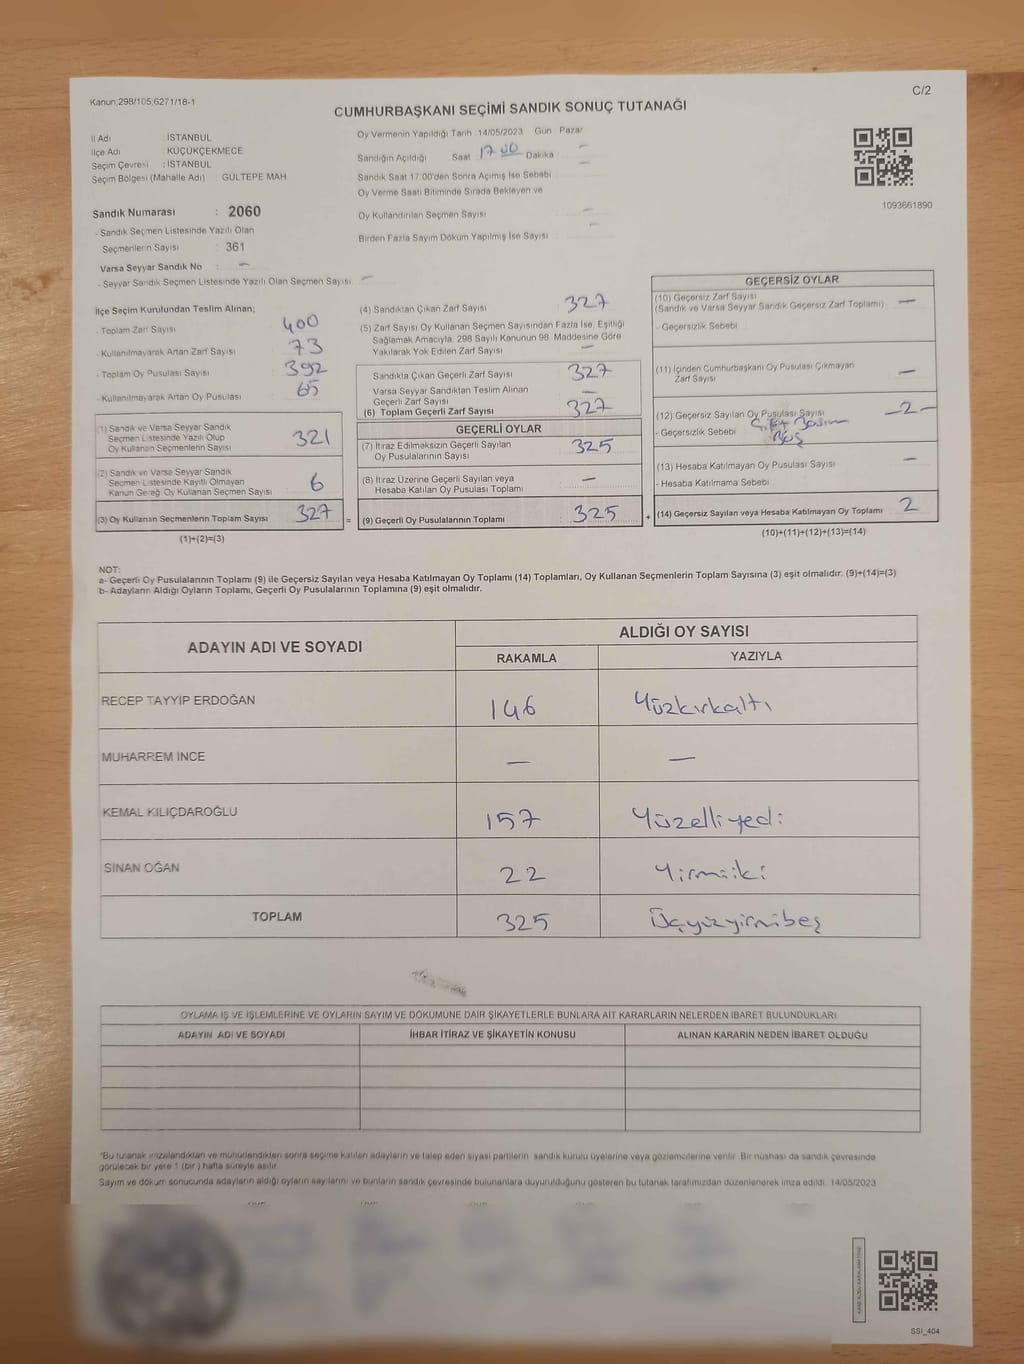 Kanun;298/105,6271/18-1
C/2
CUMHURBAŞKANI SEÇİMİ SANDIK SONUÇ TUTANAĞI
İl Adı : İSTANBUL
İlçe Adı : KÜÇÜKÇEKMECE
Seçim Çevresi : İSTANBUL
Seçim Bölgesi (Mahalle Adı) GÜLTEPE MAH.
Sandık Numarası : 2060
- Sandık Seçmen Listesinde Yazılı Olan
Seçmenlerin Sayısı : 361
Varsa Seyyar Sandık No : -
- Seyyar Sandık Seçmen Listesinde Yazılı Olan Seçmen Sayısı : -
Oy Vermenin Yapıldığı Tarih : 14/05/2023 Gün : Pazar
Sandığın Açıldığı Saat 17 00 Dakika -
Sandık Saat 17:00'den Sonra Açımış İse Sebebi -
Oy Verme Saati Bitiminde Sırada Bekleyen ve
Oy Kullandırılan Seçmen Sayısı -
Birden Fazla Sayım Döküm Yapılmış İse Sayısı : -
1093661890
İlçe Seçim Kurulundan Teslim Alınan;
- Toplam Zarf Sayısı 400
- Kullanılmayarak Artan Zarf Sayısı 73
- Toplam Oy Pusulası Sayısı 392
- Kullanılmayarak Artan Oy Pusulası 65
(1) Sandık ve Varsa Seyyar Sandık
Seçmen Listesinde Yazılı Olup
Oy Kullanan Seçmenlerin Sayısı 321
(2) Sandık ve Varsa Seyyar Sandık
Seçmen Listesinde Kayıtlı Olmayan
Kanun Gereği Oy Kullanan Seçmen Sayısı 6
(3) Oy Kullanan Seçmenlerin Toplam Sayısı 327 =
(1)+(2)=(3)
(4) Sandıktan Çıkan Zarf Sayısı 327
(5) Zarf Sayısı Oy Kullanan Seçmen Sayısından Fazla İse, Eşitliği
Sağlamak Amacıyla, 298 Sayılı Kanunun 98. Maddesine Göre
Yakılarak Yok Edilen Zarf Sayısı -
Sandıkta Çıkan Geçerli Zarf Sayısı 327
Varsa Seyyar Sandıktan Teslim Alınan
Geçerli Zarf Sayısı -
(6) Toplam Geçerli Zarf Sayısı 327
GEÇERLİ OYLAR
(7) İtiraz Edilmeksizin Geçerli Sayılan
Oy Pusulalarının Sayısı 325
(8) İtiraz Üzerine Geçerli Sayılan veya
Hesaba Katılan Oy Pusulası Toplamı -
(9) Geçerli Oy Pusulalarının Toplamı 325 +
GEÇERSİZ OYLAR
(10) Geçersiz Zarf Sayısı
(Sandık ve Varsa Seyyar Sandık Geçersiz Zarf Toplamı) -
- Geçersizlik Sebebi
(11) İçinden Cumhurbaşkanı Oy Pusulası Çıkmayan
Zarf Sayısı -
(12) Geçersiz Sayılan Oy Pusulası Sayısı -2-
- Geçersizlik Sebebi Çift Basım
Boş
(13) Hesaba Katılmayan Oy Pusulası Sayısı -
- Hesaba Katılmama Sebebi
(14) Geçersiz Sayılan veya Hesaba Katılmayan Oy Toplamı 2
(10)+(11)+(12)+(13)=(14)
NOT:
a- Geçerli Oy Pusulalarının Toplamı (9) ile Geçersiz Sayılan veya Hesaba Katılmayan Oy Toplamı (14) Toplamları, Oy Kullanan Seçmenlerin Toplam Sayısına (3) eşit olmalıdır. (9)+(14)=(3)
b- Adayların Aldığı Oyların Toplamı, Geçerli Oy Pusulalarının Toplamına (9) eşit olmalıdır.
ADAYIN ADI VE SOYADI
ALDIĞI OY SAYISI
RAKAMLA YAZIYLA
RECEP TAYYİP ERDOĞAN 146 Yüzkırkaltı
MUHARREM İNCE - -
KEMAL KILIÇDAROĞLU 157 Yüzelliyedi
SİNAN OĞAN 22 Yirmiiki
TOPLAM 325 Üçyüzyirmibeş
OYLAMA İŞ VE İŞLEMLERİNE VE OYLARIN SAYIM VE DÖKÜMÜNE DAİR ŞİKAYETLERLE BUNLARA AİT KARARLARIN NELERDEN İBARET BULUNDUKLARI
ADAYIN ADI VE SOYADI İHBAR İTİRAZ VE ŞİKAYETİN KONUSU ALINAN KARARIN NEDEN İBARET OLDUĞU
*Bu tutanak imzalandıktan ve mühürlendikten sonra seçime katılan adayların ve talep eden siyasi partilerin sandık kurulu üyelerine veya gözlemcilerine verilir. Bir nüshası da sandık çevresinde
görülecek bir yere 1 (bir) hafta süreyle asılır.
Sayım ve döküm sonucunda adayların aldığı oyların sayılarını ve bunların sandık çevresinde bulunanlara duyurulduğunu gösteren bu tutanak tarafımızdan düzenlenerek imza edildi. 14/05/2023
SSI_404